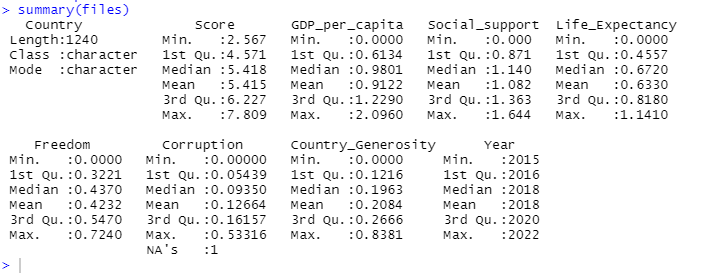 > summary(files)
   Country              Score        GDP_per_capita   Social_support  Life_Expectancy 
 Length:1240        Min.   :2.567   Min.   :0.0000   Min.   :0.000   Min.   :0.0000  
 Class :character   1st Qu.:4.571   1st Qu.:0.6134   1st Qu.:0.871   1st Qu.:0.4557  
 Mode  :character   Median :5.418   Median :0.9801   Median :1.140   Median :0.6720  
                    Mean   :5.415   Mean   :0.9122   Mean   :1.082   Mean   :0.6330  
                    3rd Qu.:6.227   3rd Qu.:1.2290   3rd Qu.:1.363   3rd Qu.:0.8180  
                    Max.   :7.809   Max.   :2.0960   Max.   :1.644   Max.   :1.1410  
    Freedom         Corruption      Country_Generosity      Year     
 Min.   :0.0000   Min.   :0.00000   Min.   :0.0000     Min.   :2015  
 1st Qu.:0.3221   1st Qu.:0.05439   1st Qu.:0.1216     1st Qu.:2016  
 Median :0.4370   Median :0.09350   Median :0.1963     Median :2018  
 Mean   :0.4232   Mean   :0.12664   Mean   :0.2084     Mean   :2018  
 3rd Qu.:0.5470   3rd Qu.:0.16157   3rd Qu.:0.2666     3rd Qu.:2020  
 Max.   :0.7240   Max.   :0.53316   Max.   :0.8381     Max.   :2022  
                  NA's   :1
>